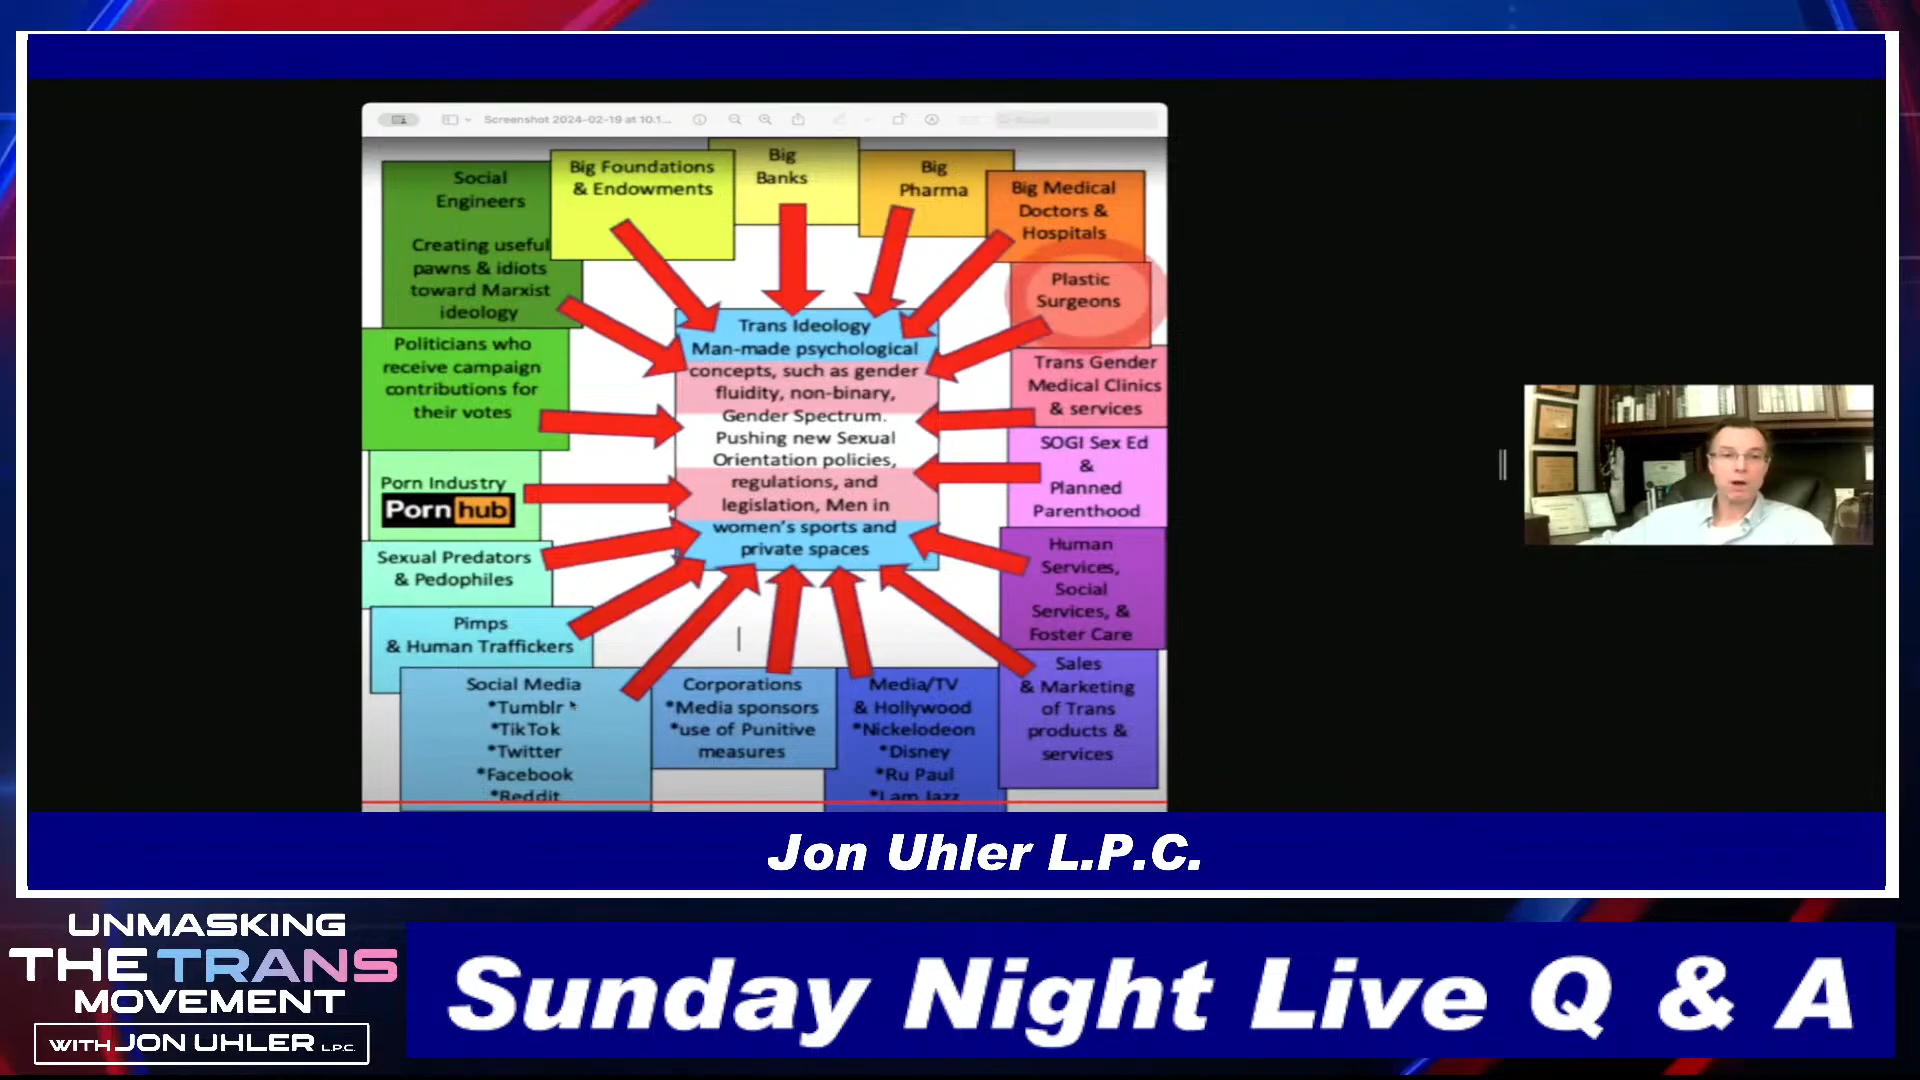 Screenshot 2024-02-19 at 10.1...
Social
Engineers
Creating useful
pawns & idiots
toward Marxist
ideology
Big Foundations
& Endowments
Big
Banks
Big
Pharma
Big Medical
Doctors &
Hospitals
Plastic
Surgeons
Trans Gender
Medical Clinics
& services
SOGI Sex Ed
&
Planned
Parenthood
Human
Services,
Social
Services, &
Foster Care
Sales
& Marketing
of Trans
products &
services
Media/TV
& Hollywood
*Nickelodeon
*Disney
*Ru Paul
*I am Jazz
Corporations
*Media sponsors
*use of Punitive
measures
Social Media
*Tumblr
*TikTok
*Twitter
*Facebook
*Reddit
Pimps
& Human Traffickers
Sexual Predators
& Pedophiles
Porn Industry
Porn hub
Politicians who
receive campaign
contributions for
their votes
Trans Ideology
Man-made psychological
concepts, such as gender
fluidity, non-binary,
Gender Spectrum.
Pushing new Sexual
Orientation policies,
regulations, and
legislation, Men in
women's sports and
private spaces
Jon Uhler L.P.C.
UNMASKING
THE TRANS
MOVEMENT
WITH JON UHLER L.P.C.
Sunday Night Live Q & A